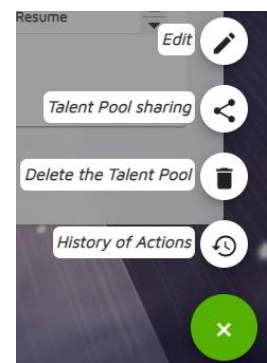 Resume
Edit
Talent Pool sharing
Delete the Talent Pool
History of Actions